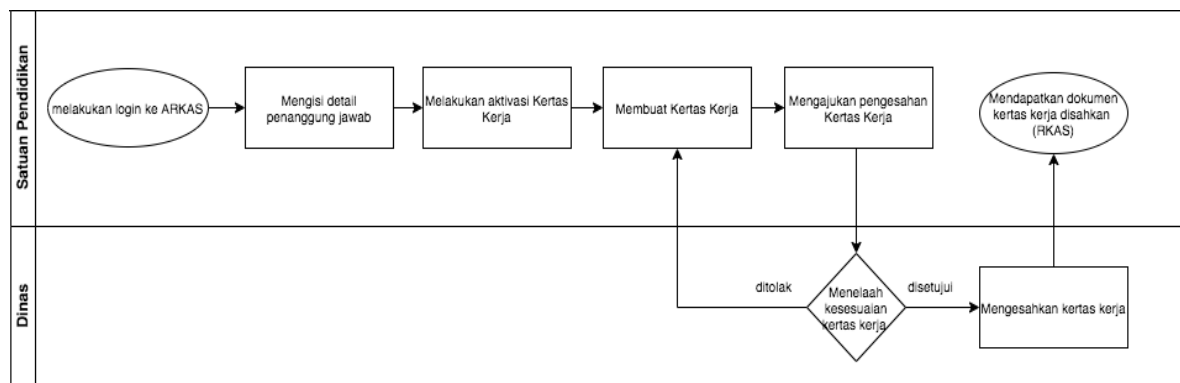 Satuan Pendidikan
melakukan login ke ARKAS
Mengisi detail
penanggung jawab
Melakukan aktivasi Kertas
Kerja
Membuat Kertas Kerja
Mengajukan pengesahan
Kertas Kerja
Mendapatkan dokumen
kertas kerja disahkan
(RKAS)
Dinas
ditolak
Menelaah
kesesuaian
kertas kerja
disetujui
Mengesahkan kertas kerja